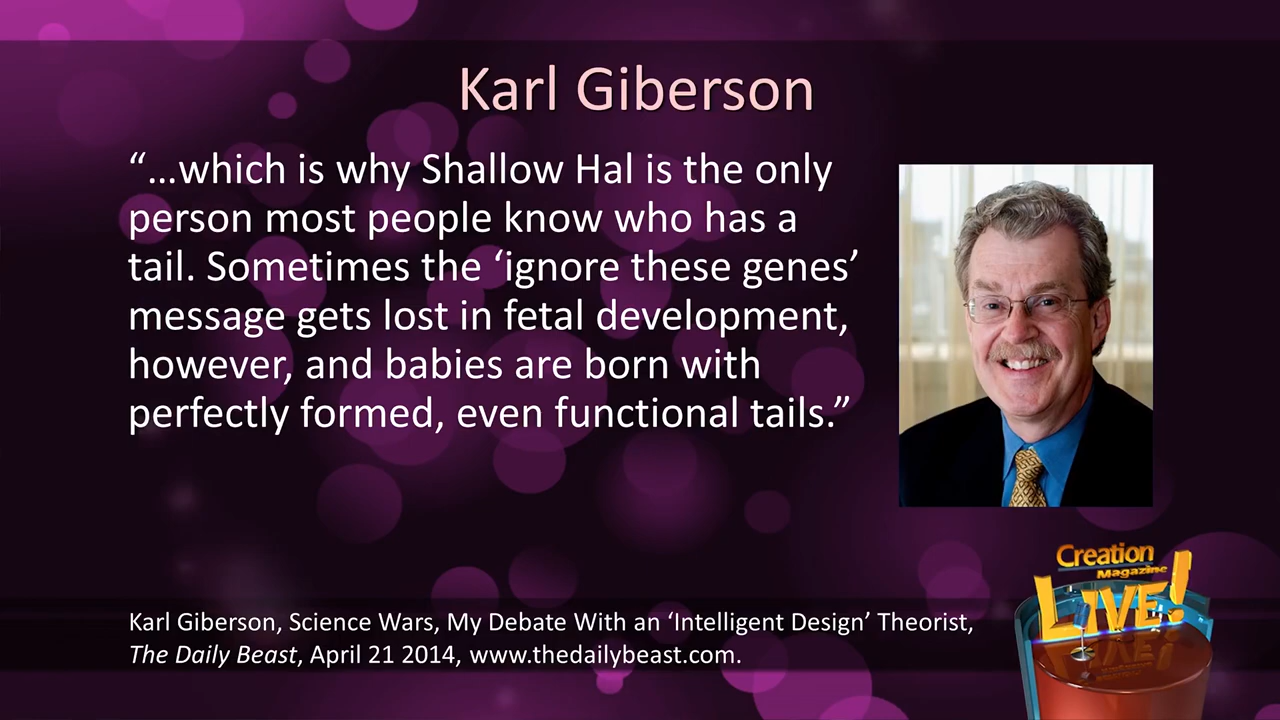 Karl Giberson
“…which is why Shallow Hal is the only
person most people know who has a
tail. Sometimes the ‘ignore these genes’
message gets lost in fetal development,
however, and babies are born with
perfectly formed, even functional tails.”
Karl Giberson, Science Wars, My Debate With an ‘Intelligent Design’ Theorist,
The Daily Beast, April 21 2014, www.thedailybeast.com.
Creation
Magazine
LIVE!